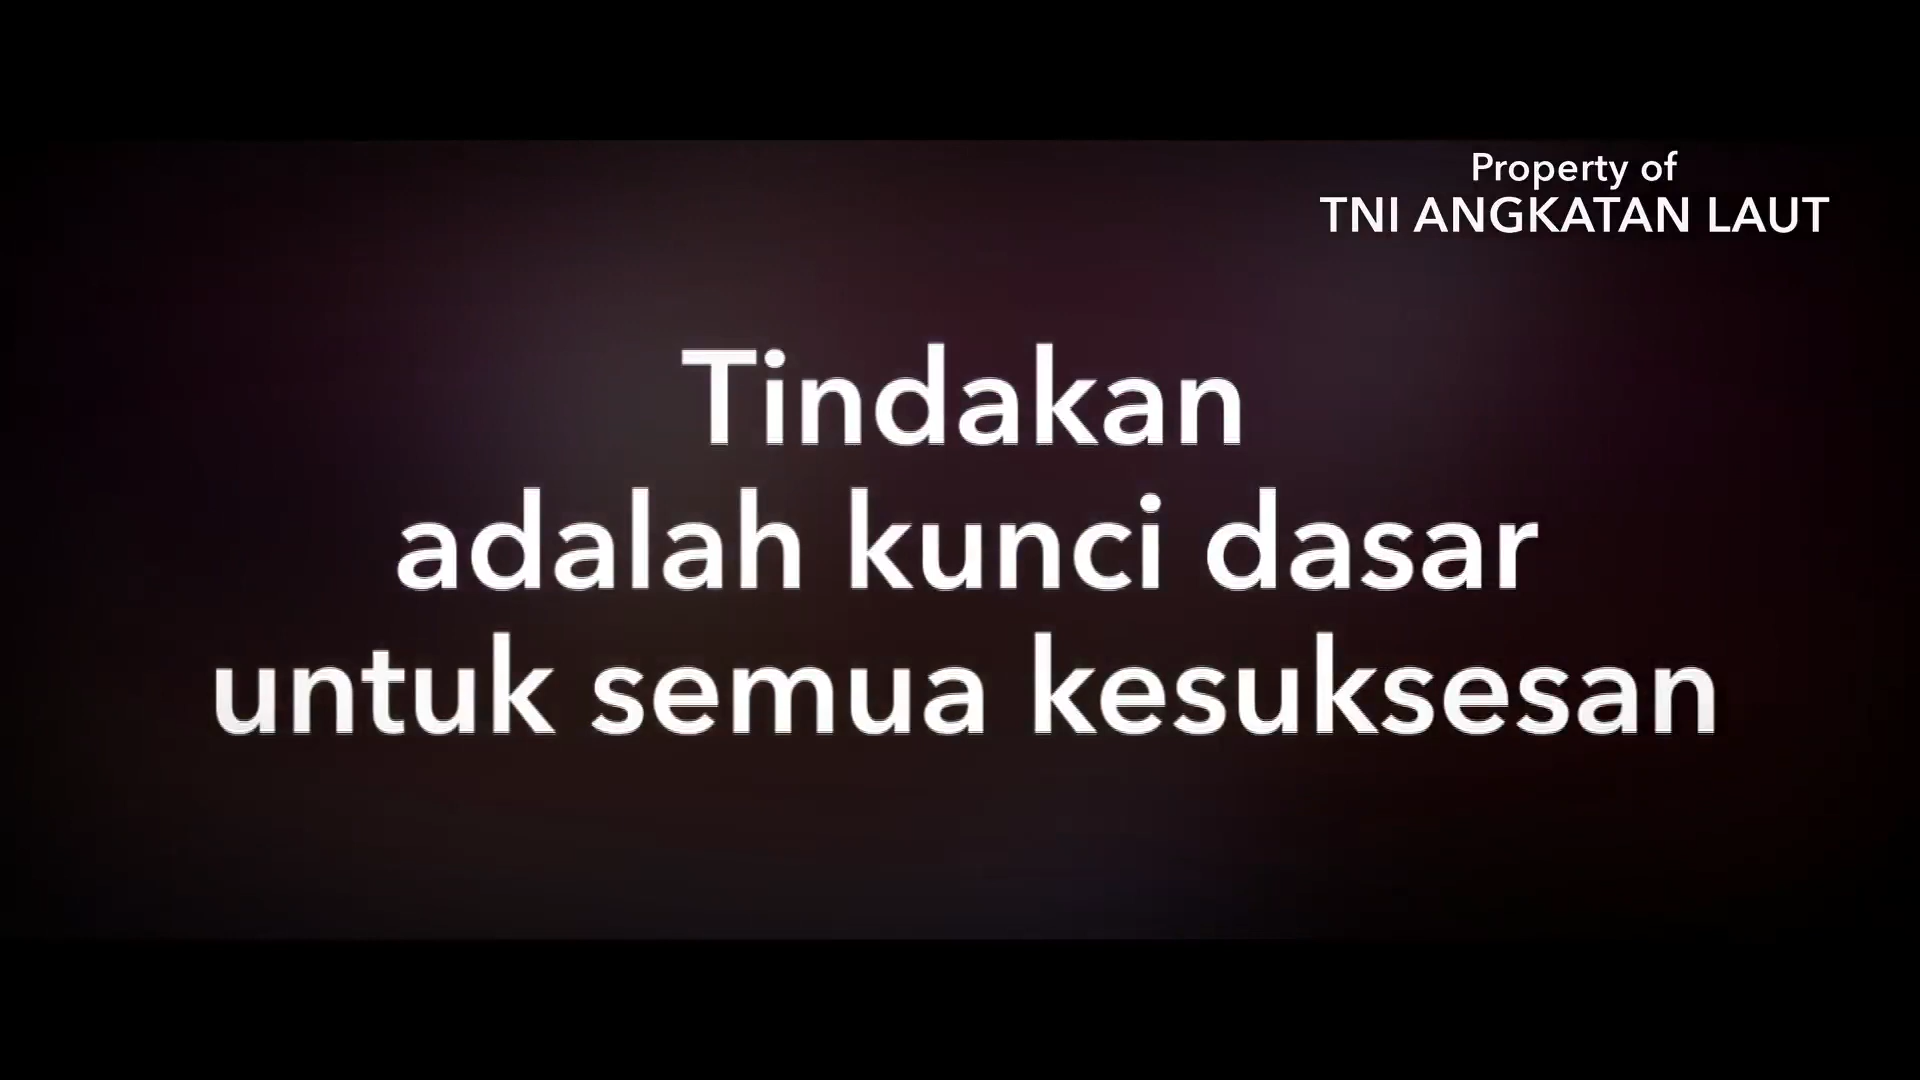 Property of
TNI ANGKATAN LAUT
Tindakan
adalah kunci dasar
untuk semua kesuksesan